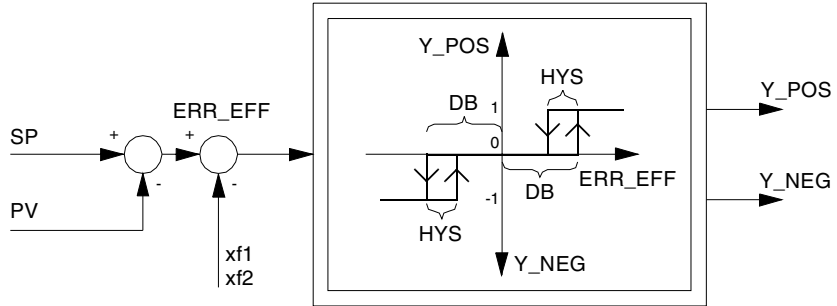 Y_POS
HYS
Y_POS
DB
ERR_EFF
1
SP
+
+
0
-
-
ERR_EFF
DB
Y_NEG
-1
PV
HYS
xf1
xf2
Y_NEG